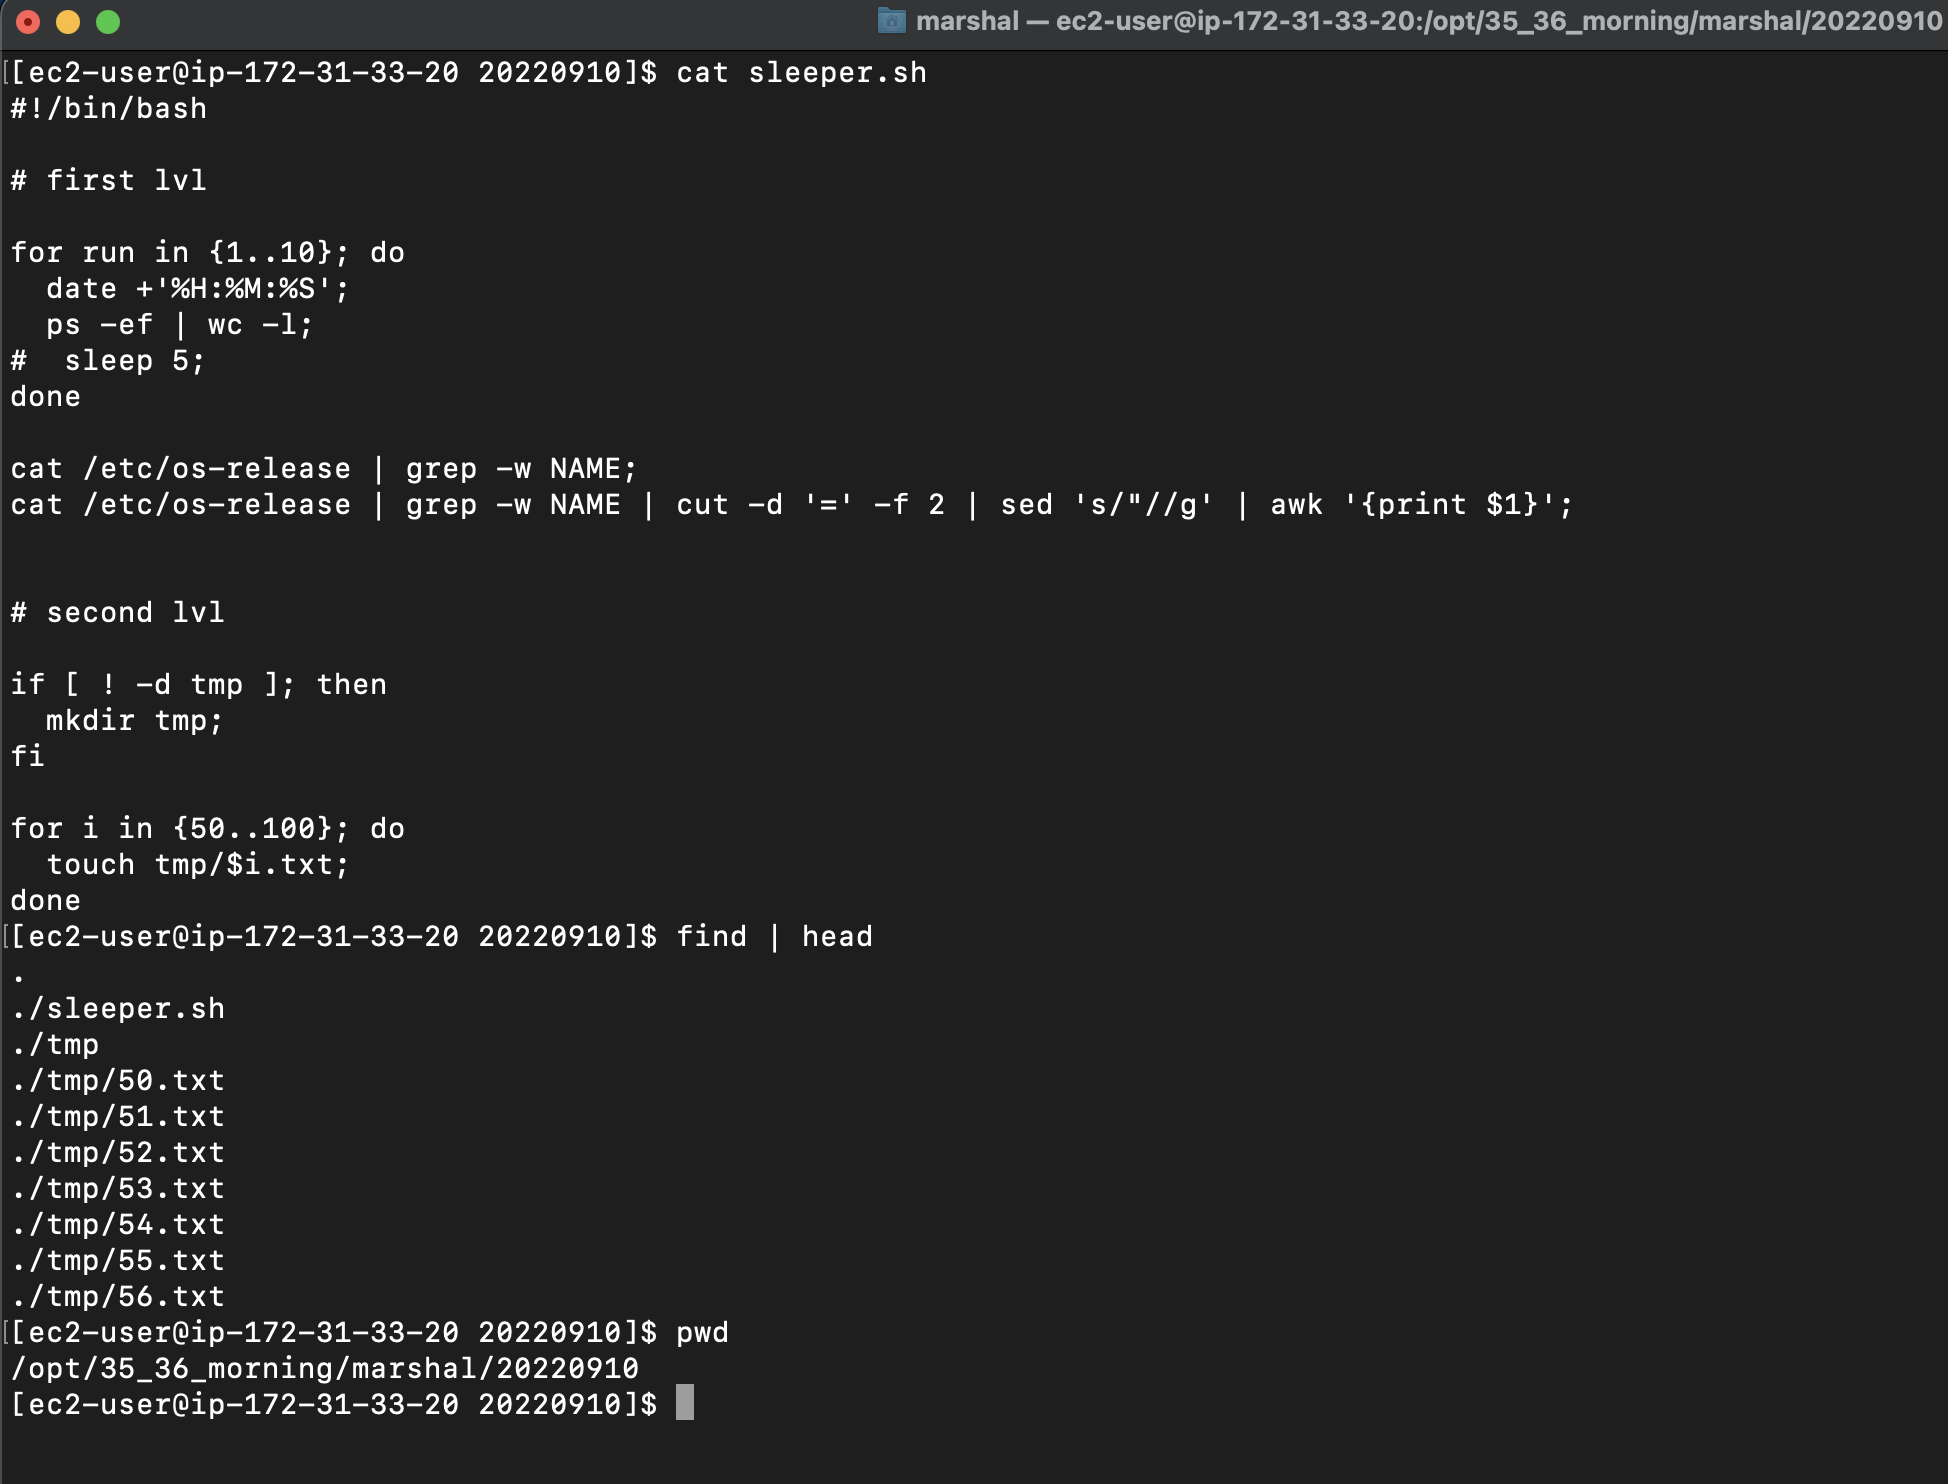 marshal — ec2-user@ip-172-31-33-20:/opt/35_36_morning/marshal/20220910
[[ec2-user@ip-172-31-33-20 20220910]$ cat sleeper.sh
#!/bin/bash

# first lvl

for run in {1..10}; do
  date +'%H:%M:%S';
  ps -ef | wc -l;
#  sleep 5;
done

cat /etc/os-release | grep -w NAME;
cat /etc/os-release | grep -w NAME | cut -d '=' -f 2 | sed 's/"//g' | awk '{print $1}';


# second lvl

if [ ! -d tmp ]; then
  mkdir tmp;
fi

for i in {50..100}; do
  touch tmp/$i.txt;
done
[[ec2-user@ip-172-31-33-20 20220910]$ find | head
.
./sleeper.sh
./tmp
./tmp/50.txt
./tmp/51.txt
./tmp/52.txt
./tmp/53.txt
./tmp/54.txt
./tmp/55.txt
./tmp/56.txt
[[ec2-user@ip-172-31-33-20 20220910]$ pwd
/opt/35_36_morning/marshal/20220910
[ec2-user@ip-172-31-33-20 20220910]$